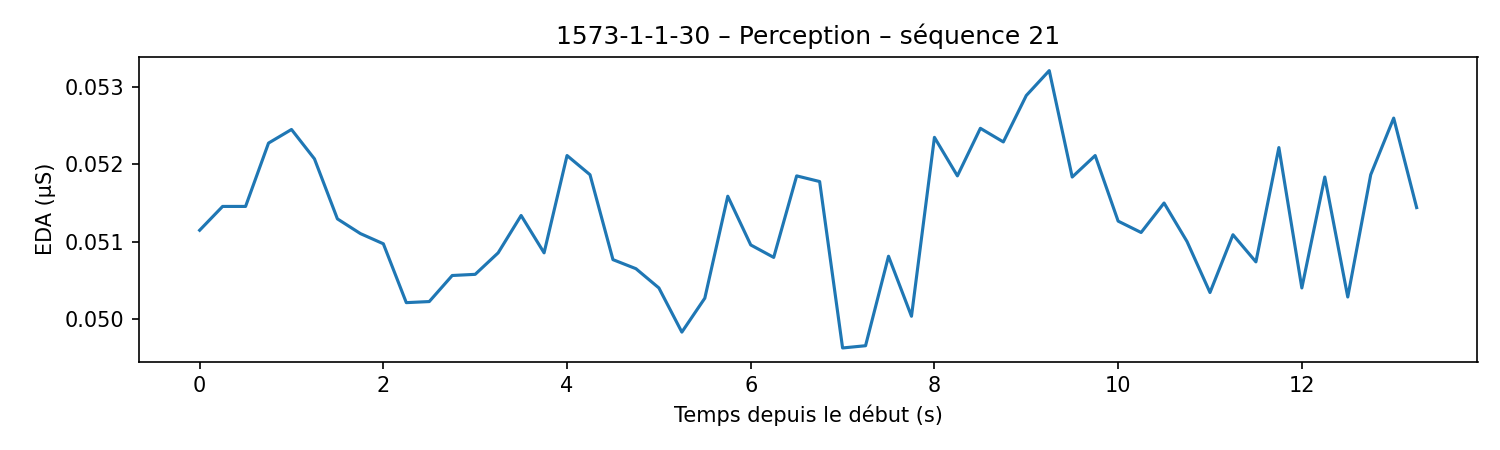 1573-1-1-30 – Perception – séquence 21
EDA (µS)
0.053
0.052
0.051
0.050
0 2 4 6 8 10 12
Temps depuis le début (s)